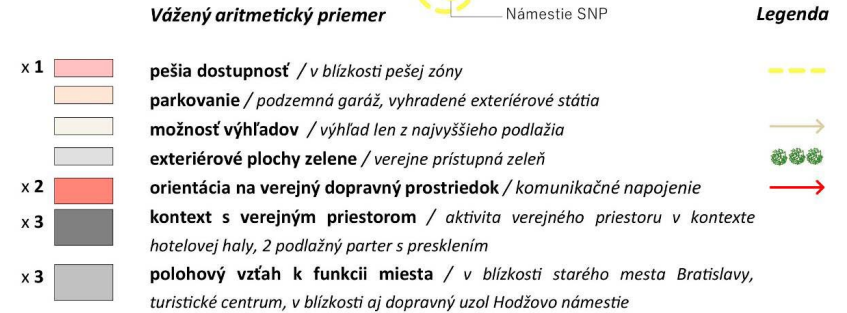 Vážený aritmetický priemer
Námestie SNP
Legenda
x 1
pešia dostupnosť / v blízkosti pešej zóny
parkovanie / podzemná garáž, vyhradené exteriérové státia
možnosť výhľadov / výhľad len z najvyššieho podlažia
exteriérové plochy zelene / verejne prístupná zeleň
x 2
orientácia na verejný dopravný prostriedok / komunikačné napojenie
x 3
kontext s verejným priestorom / aktivita verejného priestoru v kontexte
hotelovej haly, 2 podlažný parter s presklením
x 3
polohový vzťah k funkcii miesta / v blízkosti starého mesta Bratislavy,
turistické centrum, v blízkosti aj dopravný uzol Hodžovo námestie